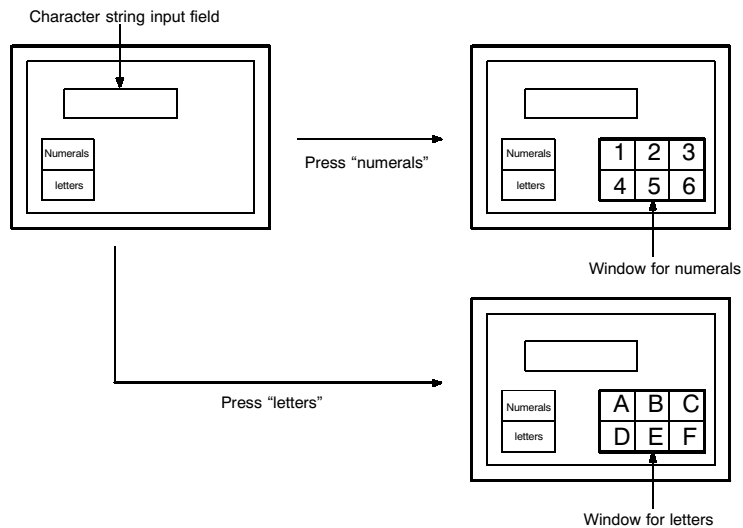 Character string input field
Numerals
letters
Press “numerals”
Numerals
letters
1 2 3
4 5 6
Window for numerals
Press “letters”
Numerals
letters
A B C
D E F
Window for letters